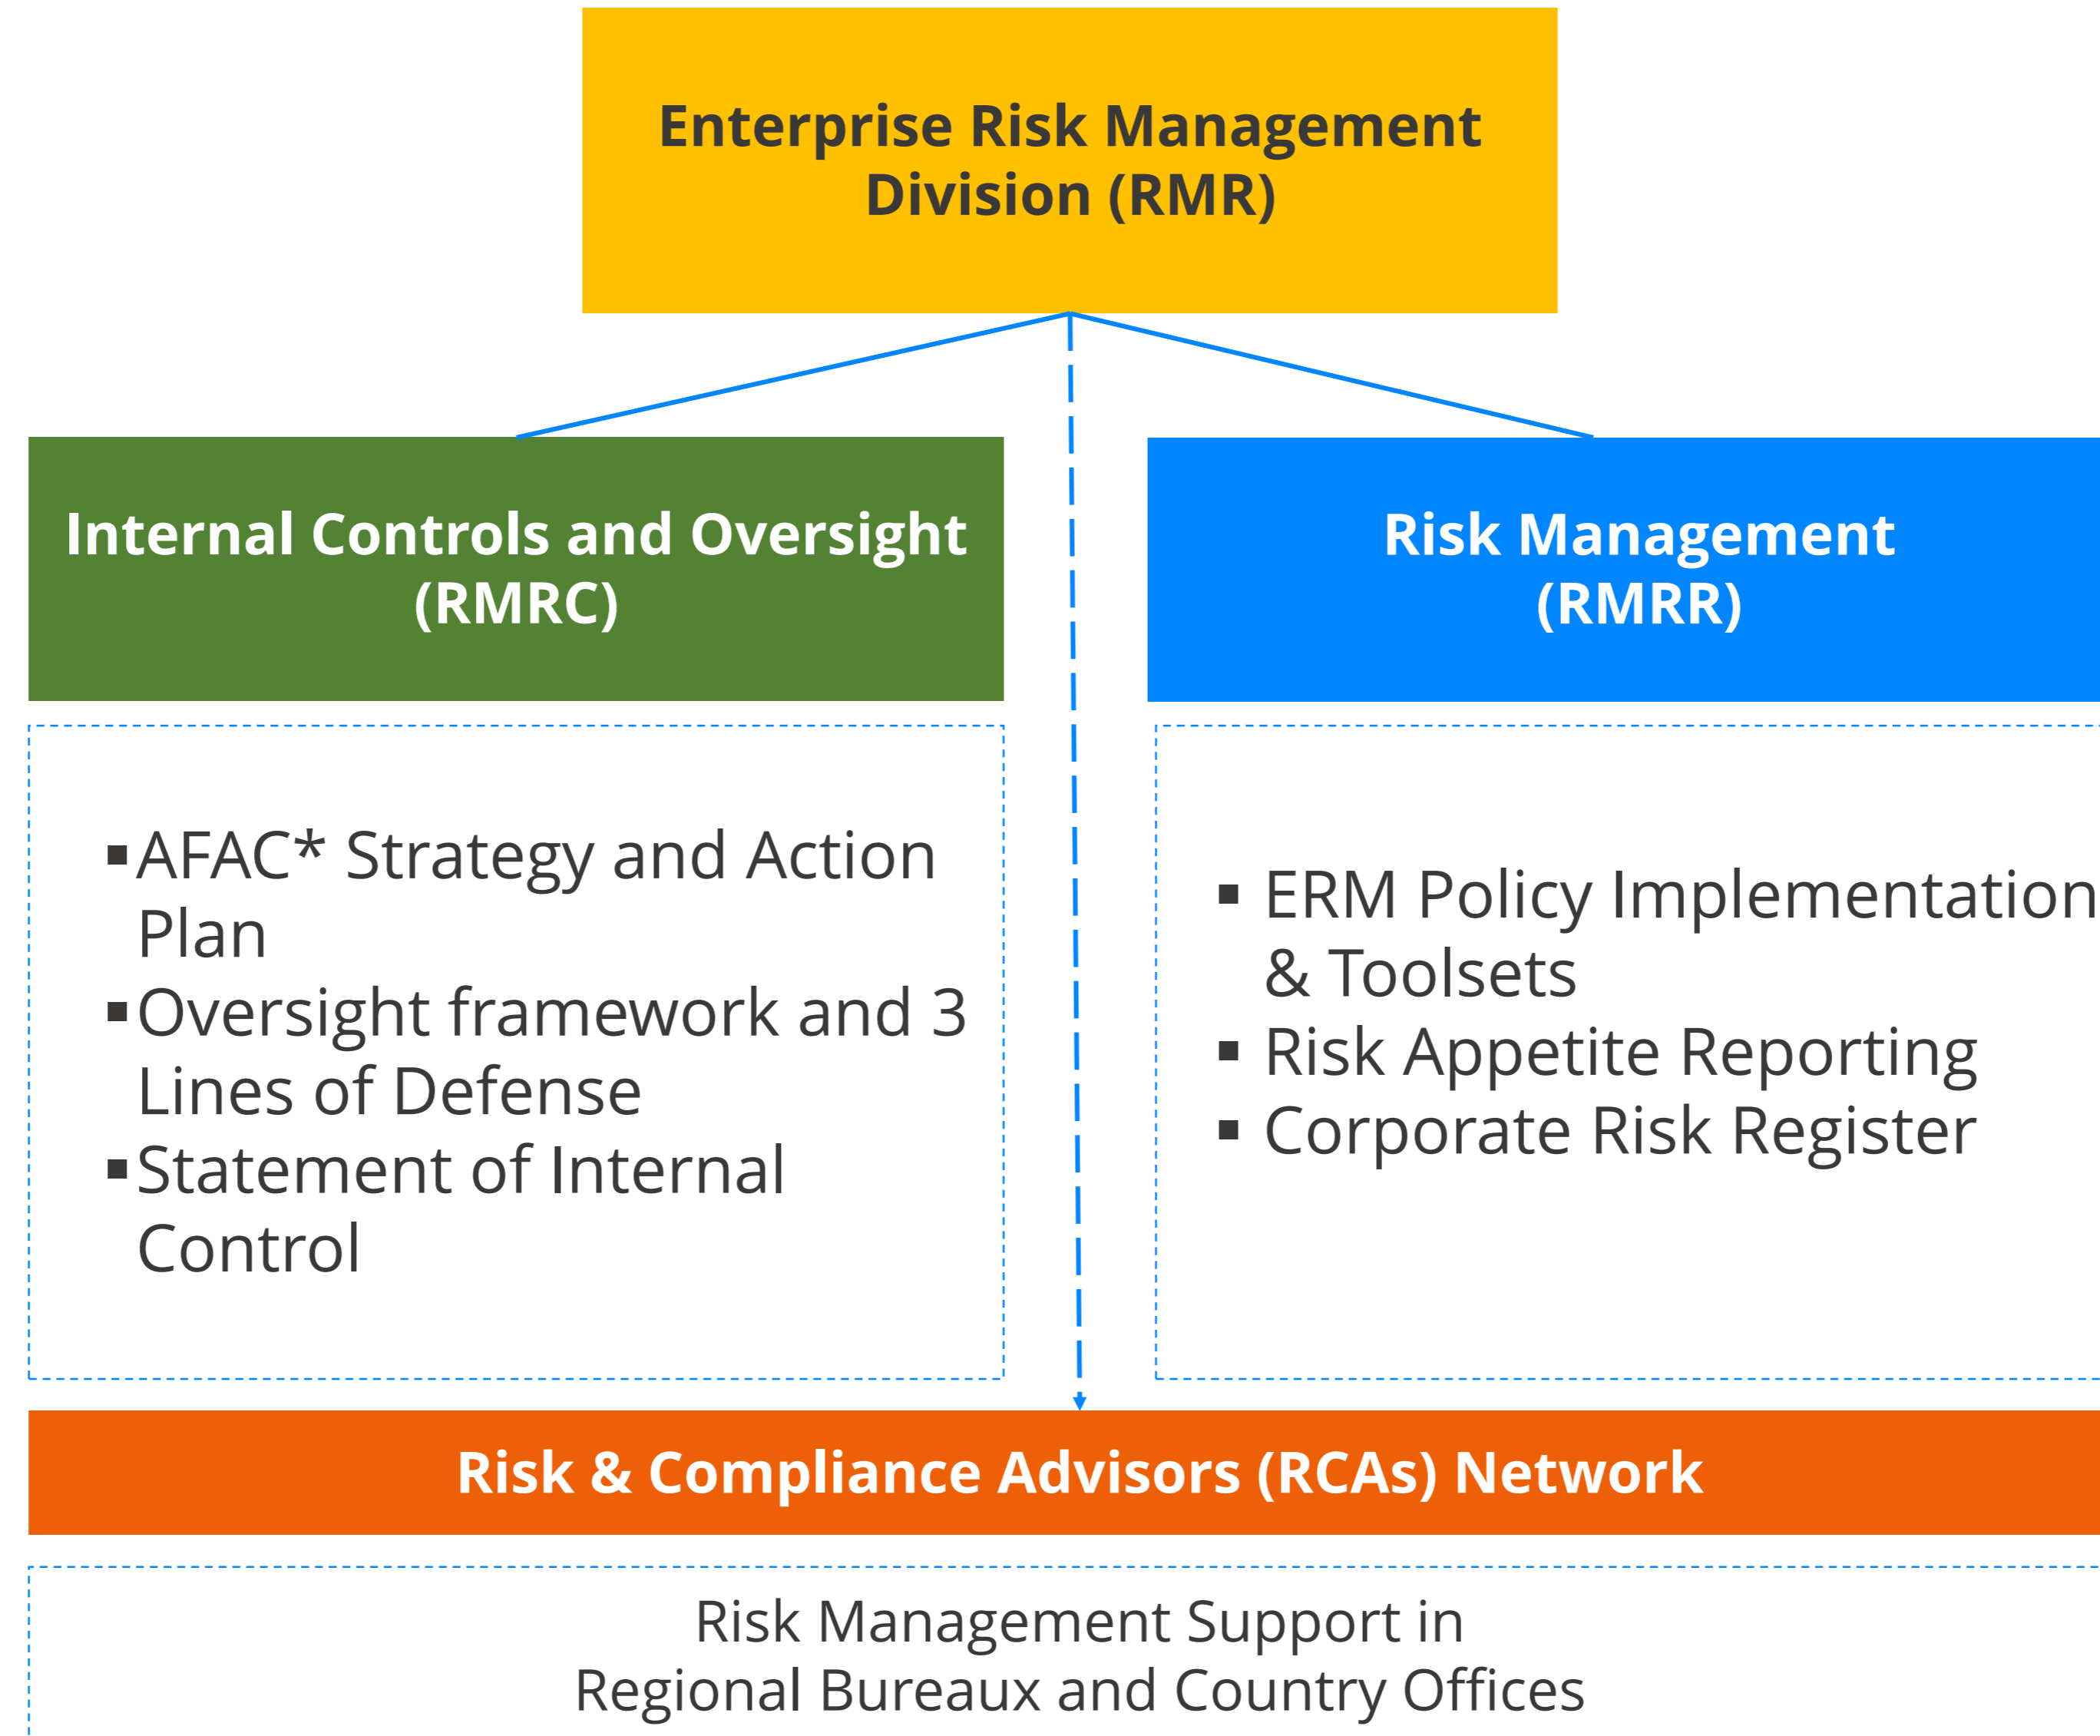 Enterprise Risk Management
Division (RMR)
Internal Controls and Oversight
(RMRC)
Risk Management
(RMRR)
▪AFAC* Strategy and Action
Plan
▪Oversight framework and 3
Lines of Defense
▪Statement of Internal
Control
▪ ERM Policy Implementation
& Toolsets
▪ Risk Appetite Reporting
▪ Corporate Risk Register
Risk & Compliance Advisors (RCAs) Network
Risk Management Support in
Regional Bureaux and Country Offices